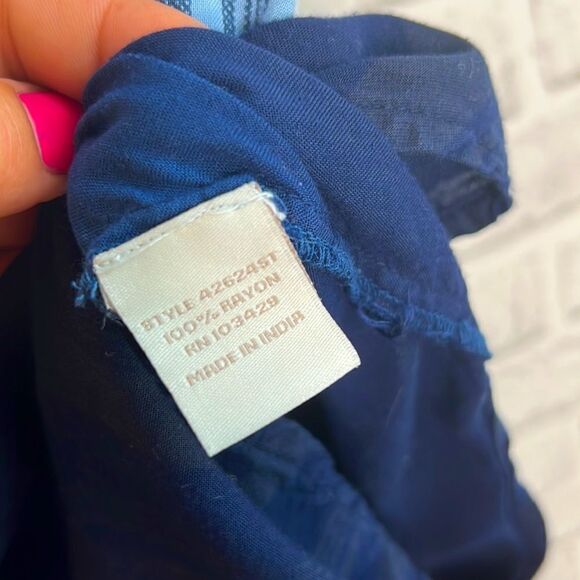 STYLE 42624ST
100% RAYON
RN 103429
MADE IN INDIA